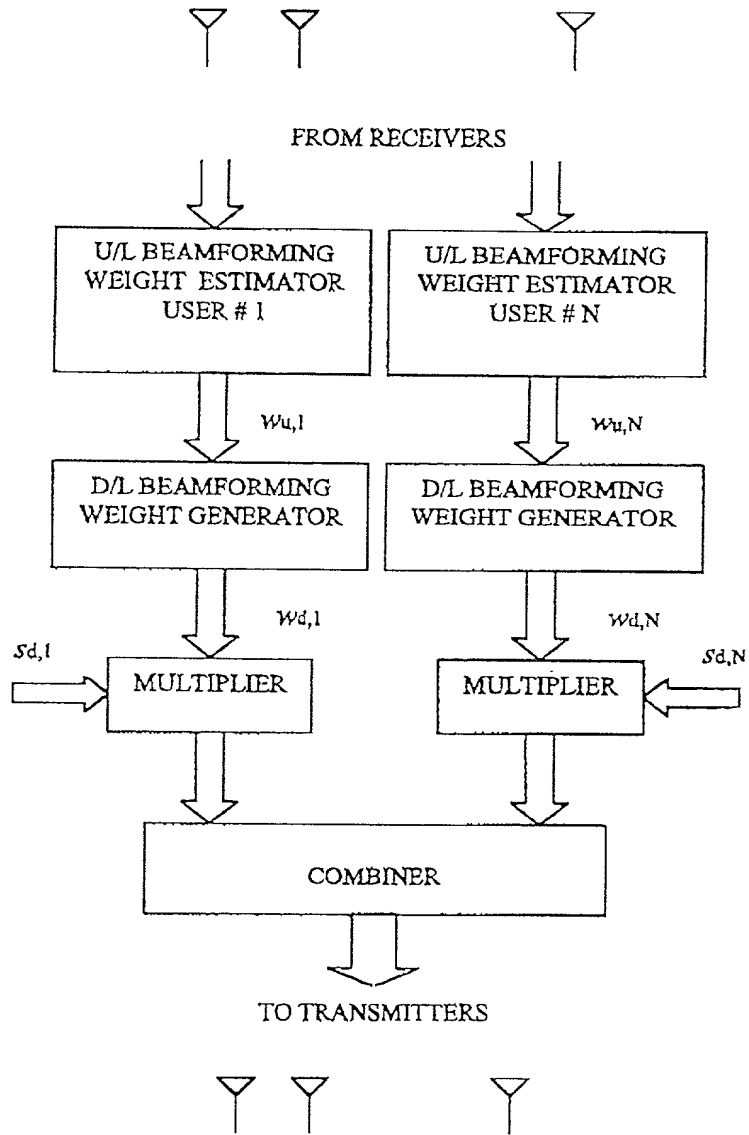 FROM RECEIVERS
U/L BEAMFORMING
WEIGHT ESTIMATOR
USER # 1
U/L BEAMFORMING
WEIGHT ESTIMATOR
USER # N
wu,1
wu,N
D/L BEAMFORMING
WEIGHT GENERATOR
D/L BEAMFORMING
WEIGHT GENERATOR
wd,1
wd,N
sd,1
sd,N
MULTIPLIER
MULTIPLIER
COMBINER
TO TRANSMITTERS